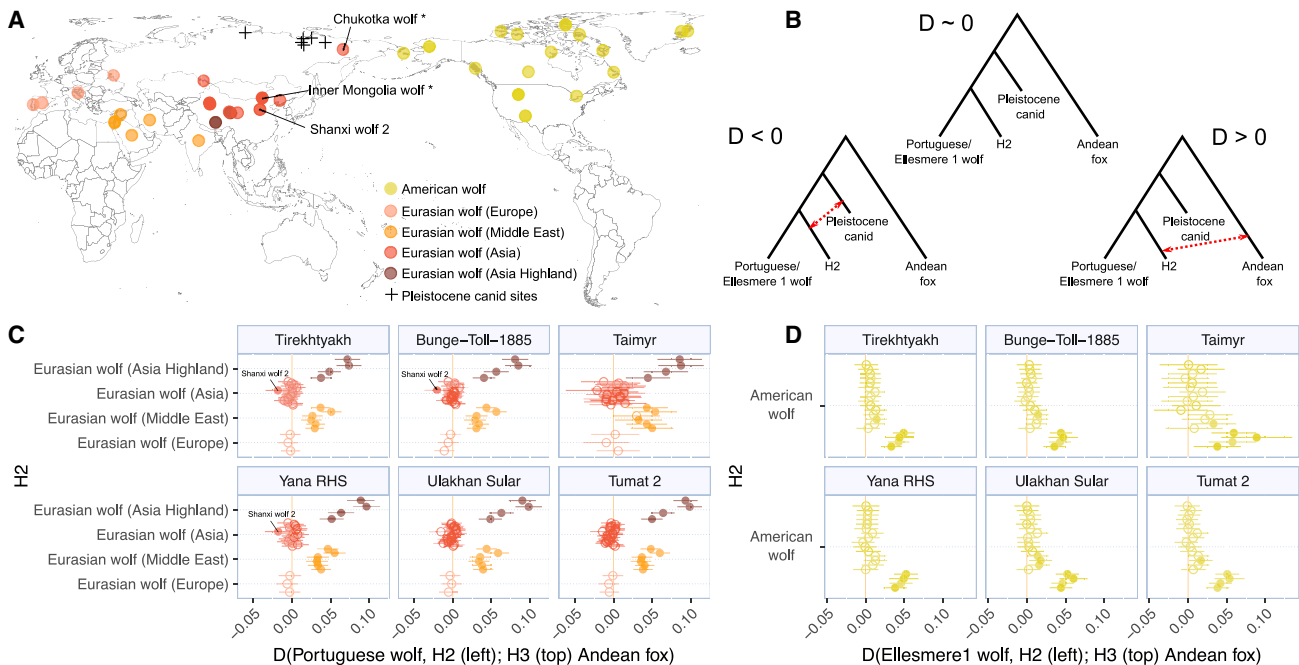 A
Chukotka wolf *
Inner Mongolia wolf *
Shanxi wolf 2
American wolf
Eurasian wolf (Europe)
Eurasian wolf (Middle East)
Eurasian wolf (Asia)
Eurasian wolf (Asia Highland)
Pleistocene canid sites
B
D ~ 0
Pleistocene
canid
Portuguese/
Ellesmere 1 wolf
H2
Andean
fox
D < 0
Pleistocene
canid
Portuguese/
Ellesmere 1 wolf
H2
Andean
fox
D > 0
Pleistocene
canid
Portuguese/
Ellesmere 1 wolf
H2
Andean
fox
C
Tirekhtyakh
Bunge−Toll−1885
Taimyr
Eurasian wolf (Asia Highland)
Eurasian wolf (Asia)
Eurasian wolf (Middle East)
Eurasian wolf (Europe)
Shanxi wolf 2
Shanxi wolf 2
H2
Yana RHS
Ulakhan Sular
Tumat 2
Eurasian wolf (Asia Highland)
Eurasian wolf (Asia)
Eurasian wolf (Middle East)
Eurasian wolf (Europe)
Shanxi wolf 2
−0.05 0.00 0.05 0.10 −0.05 0.00 0.05 0.10 −0.05 0.00 0.05 0.10
D(Portuguese wolf, H2 (left); H3 (top) Andean fox)
D
Tirekhtyakh
Bunge−Toll−1885
Taimyr
American
wolf
H2
Yana RHS
Ulakhan Sular
Tumat 2
American
wolf
−0.05 0.00 0.05 0.10 −0.05 0.00 0.05 0.10 −0.05 0.00 0.05 0.10
D(Ellesmere1 wolf, H2 (left); H3 (top) Andean fox)